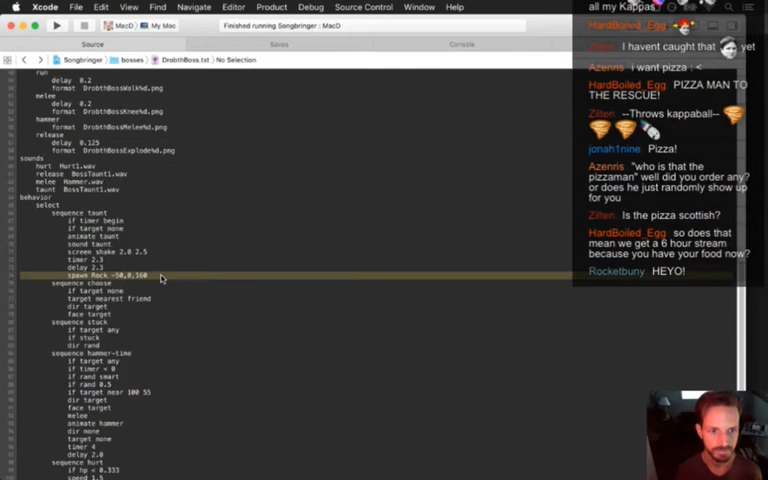 Xcode File Edit View Find Navigate Editor Product Debug Source Control Window Help
MacD My Mac
Finished running Songbringer : MacD
Source Saves Console
Songbringer bosses DrothBoss.txt No Selection
run
delay 0.2
format DrobthBossWalk%d.png
melee
delay 0.2
format DrobthBossKnee%d.png
hammer
format DrobthBossMelee%d.png
release
delay 0.125
format DrobthBossExplode%d.png
sounds
hurt Hurt1.wav
release BossTaunt1.wav
melee Hammer.wav
taunt BossTaunt1.wav
behavior
select
sequence taunt
if timer begin
if target none
animate taunt
sound taunt
screen shake 2.0 2.5
timer 2.3
delay 2.3
spawn Rock -50,0,160
sequence choose
if target none
target nearest friend
dir target
face target
sequence stuck
if target any
if stuck
dir rand
sequence hammer-time
if target any
if timer < 0
if rand smart
if rand 0.5
if target near 100 55
dir target
face target
melee
animate hammer
dir none
target none
timer 4
delay 2.0
sequence hurt
if hp < 0.333
speed 1.5
all my Kappas
HardBoiled_Egg
Zilten: I havent caught that yet
Azenris: i want pizza : <
HardBoiled_Egg: PIZZA MAN TO
THE RESCUE!
Zilten: --Throws kappaball--
jonah1nine: Pizza!
Azenris: "who is that the
pizzaman" well did you order any?
or does he just randomly show up
for you
Zilten: Is the pizza scottish?
HardBoiled_Egg: so does that
mean we get a 6 hour stream
because you have your food now?
Rocketbuny: HEYO!